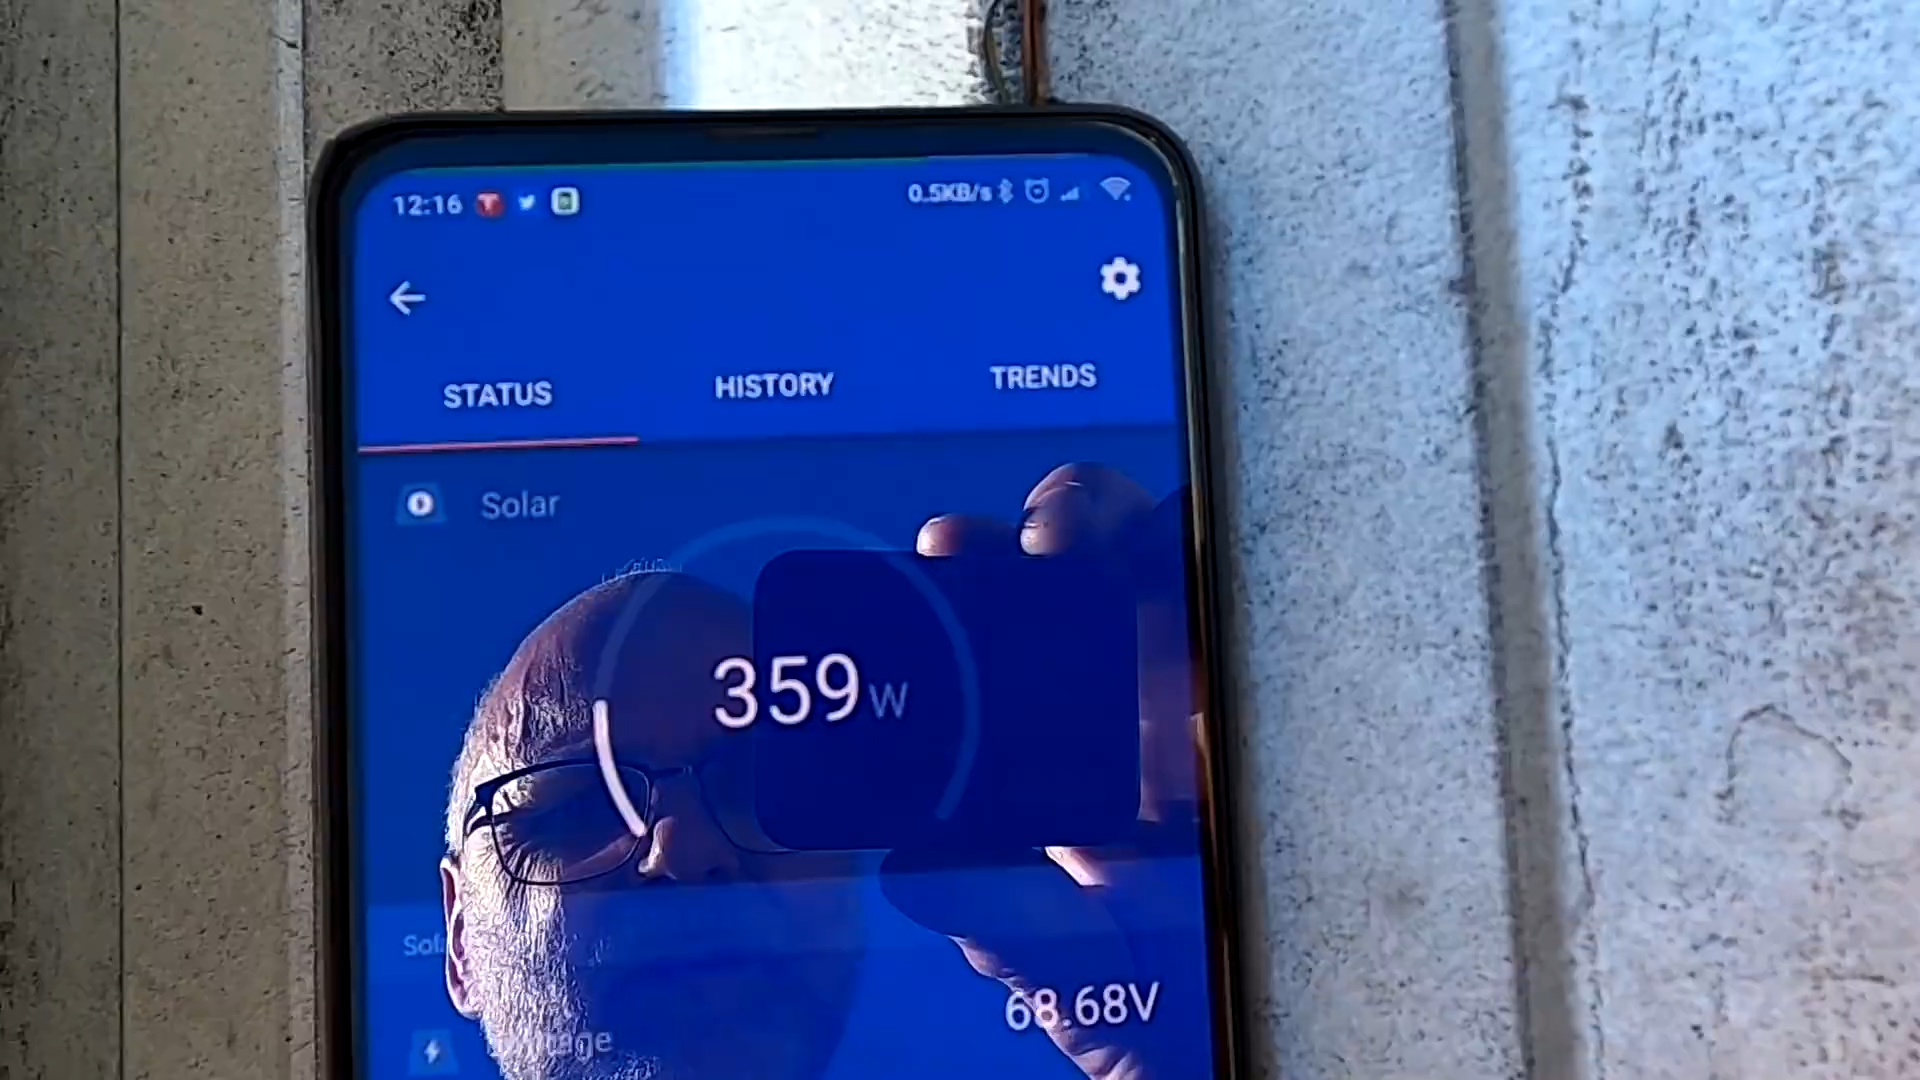 12:16
0.5KB/s
STATUS HISTORY TRENDS
Solar
359W
68.68V